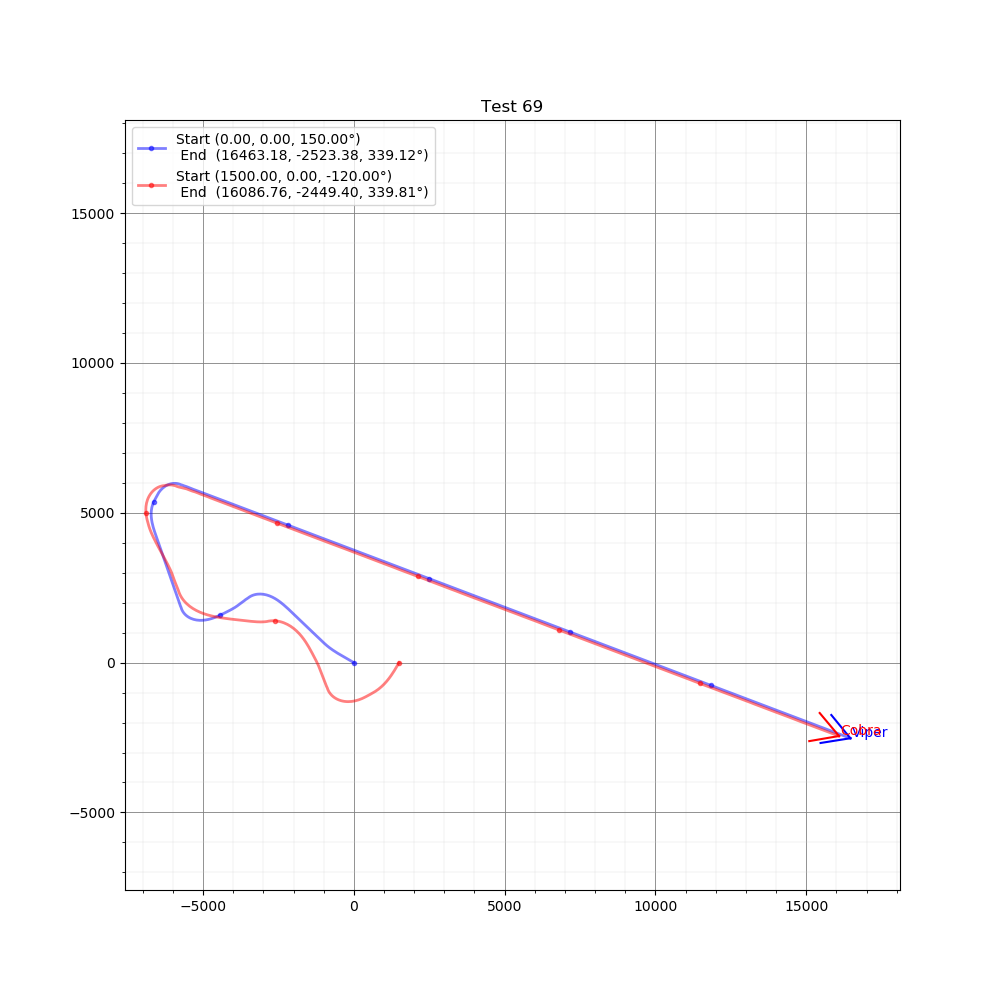 Test 69
Start (0.00, 0.00, 150.00°)
End (16463.18, -2523.38, 339.12°)
Start (1500.00, 0.00, -120.00°)
End (16086.76, -2449.40, 339.81°)
15000
10000
5000
0
−5000
Cobra
Viper
−5000 0 5000 10000 15000